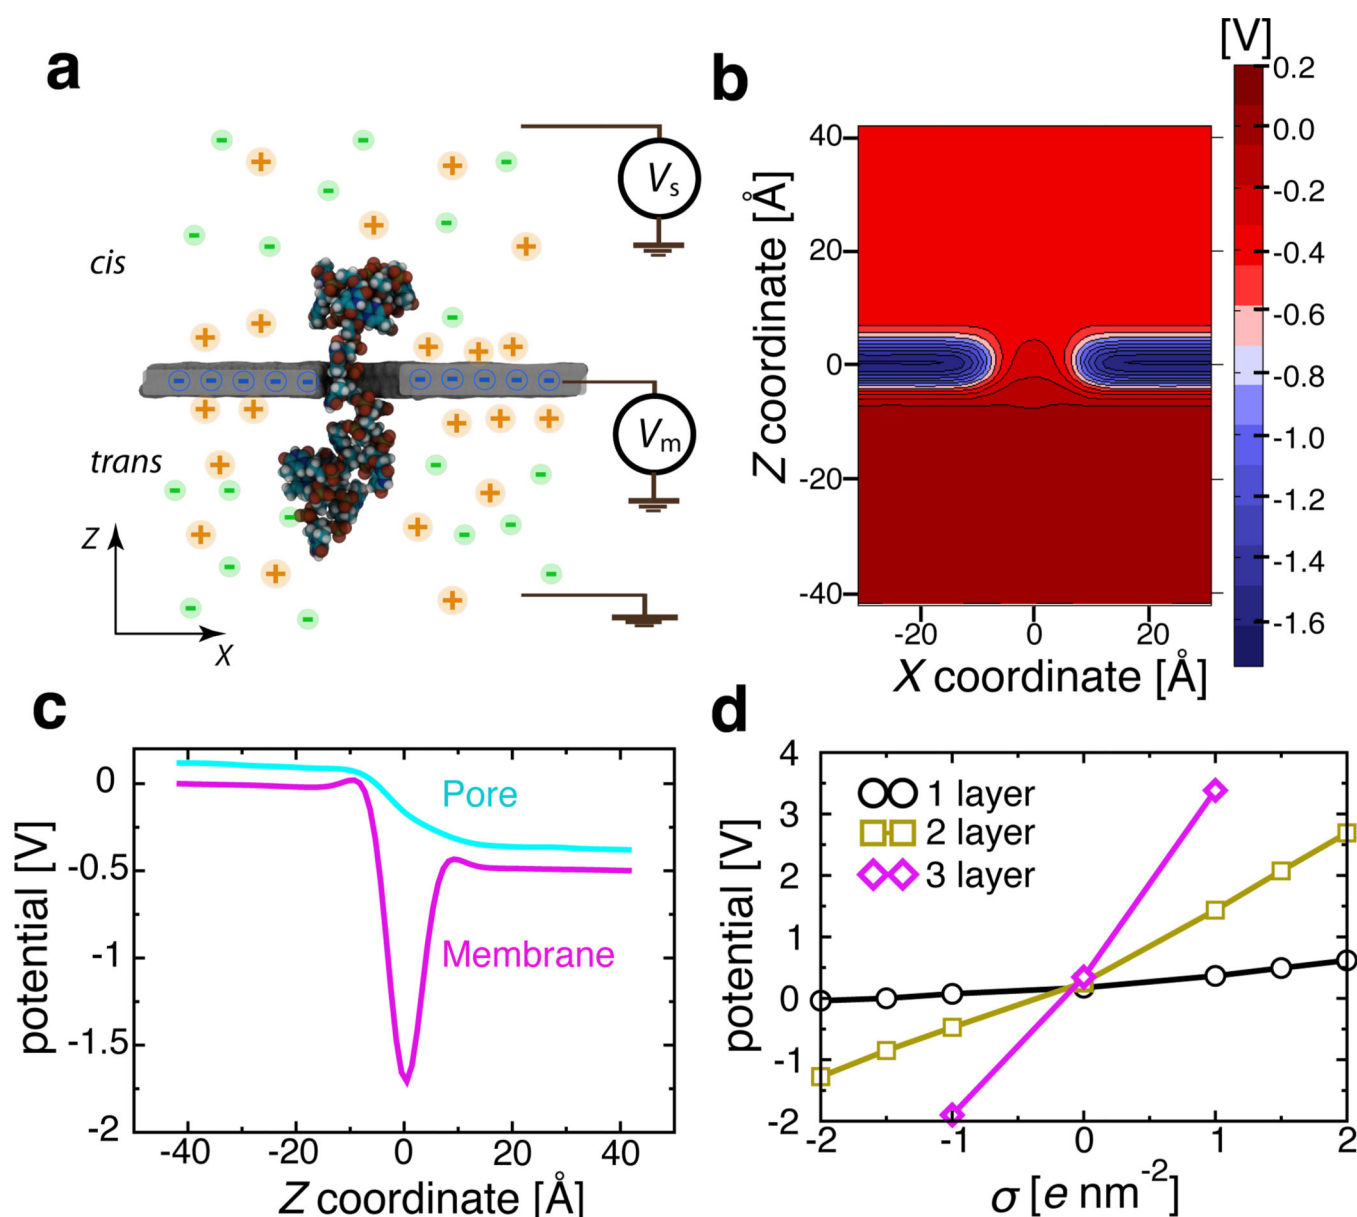 a
cis
trans
Vs
Vm
Z
X
b
[V]
0.2
0.0
-0.2
-0.4
-0.6
-0.8
-1.0
-1.2
-1.4
-1.6
40
20
0
-20
-40
Z coordinate [Å]
-20 0 20
X coordinate [Å]
c
0
-0.5
-1
-1.5
-2
potential [V]
Pore
Membrane
-40 -20 0 20 40
Z coordinate [Å]
d
4
3
2
1
0
-1
-2
potential [V]
1 layer
2 layer
3 layer
-2 -1 0 1 2
σ [e nm-2]